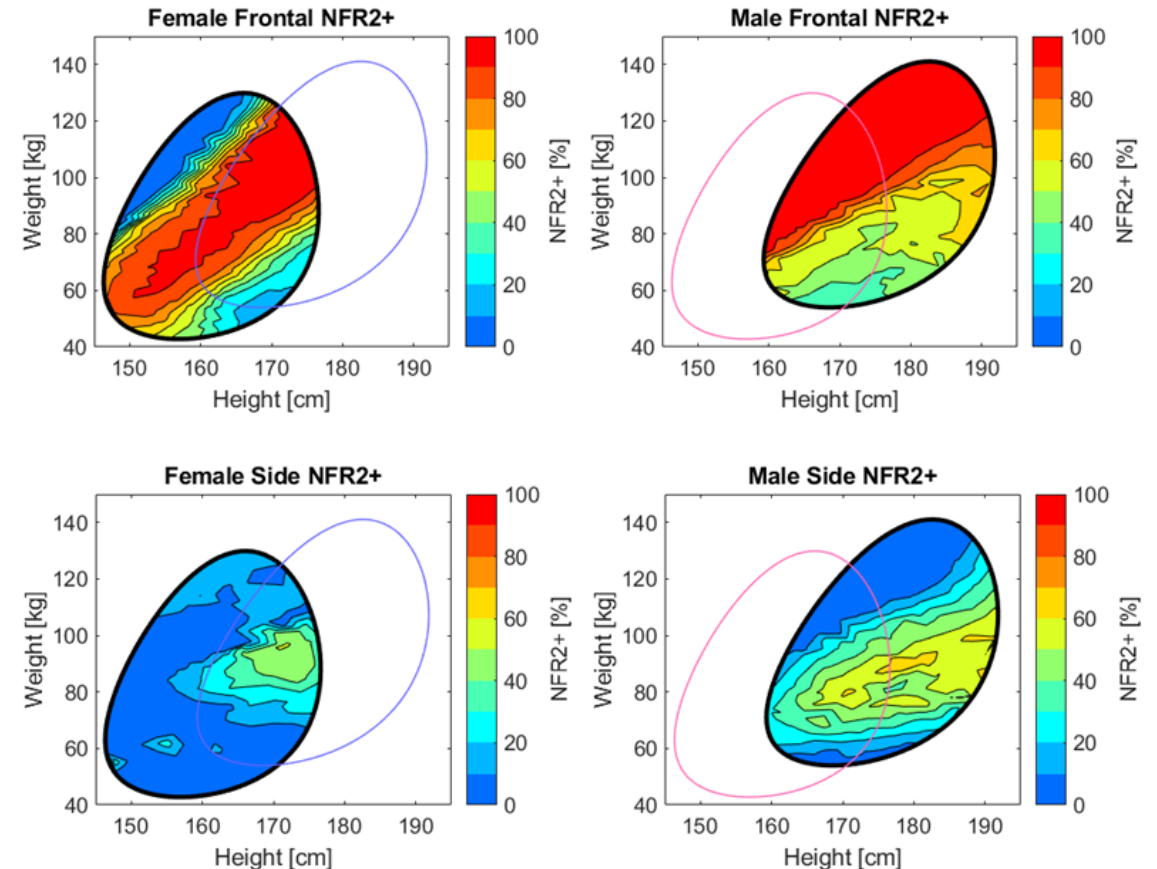 Female Frontal NFR2+
Male Frontal NFR2+
140
120
100
80
60
40
150 160 170 180 190
Weight [kg]
Height [cm]
100
80
60
40
20
0
NFR2+ [%]
140
120
100
80
60
40
150 160 170 180 190
Weight [kg]
Height [cm]
100
80
60
40
20
0
NFR2+ [%]
Female Side NFR2+
Male Side NFR2+
140
120
100
80
60
40
150 160 170 180 190
Weight [kg]
Height [cm]
100
80
60
40
20
0
NFR2+ [%]
140
120
100
80
60
40
150 160 170 180 190
Weight [kg]
Height [cm]
100
80
60
40
20
0
NFR2+ [%]